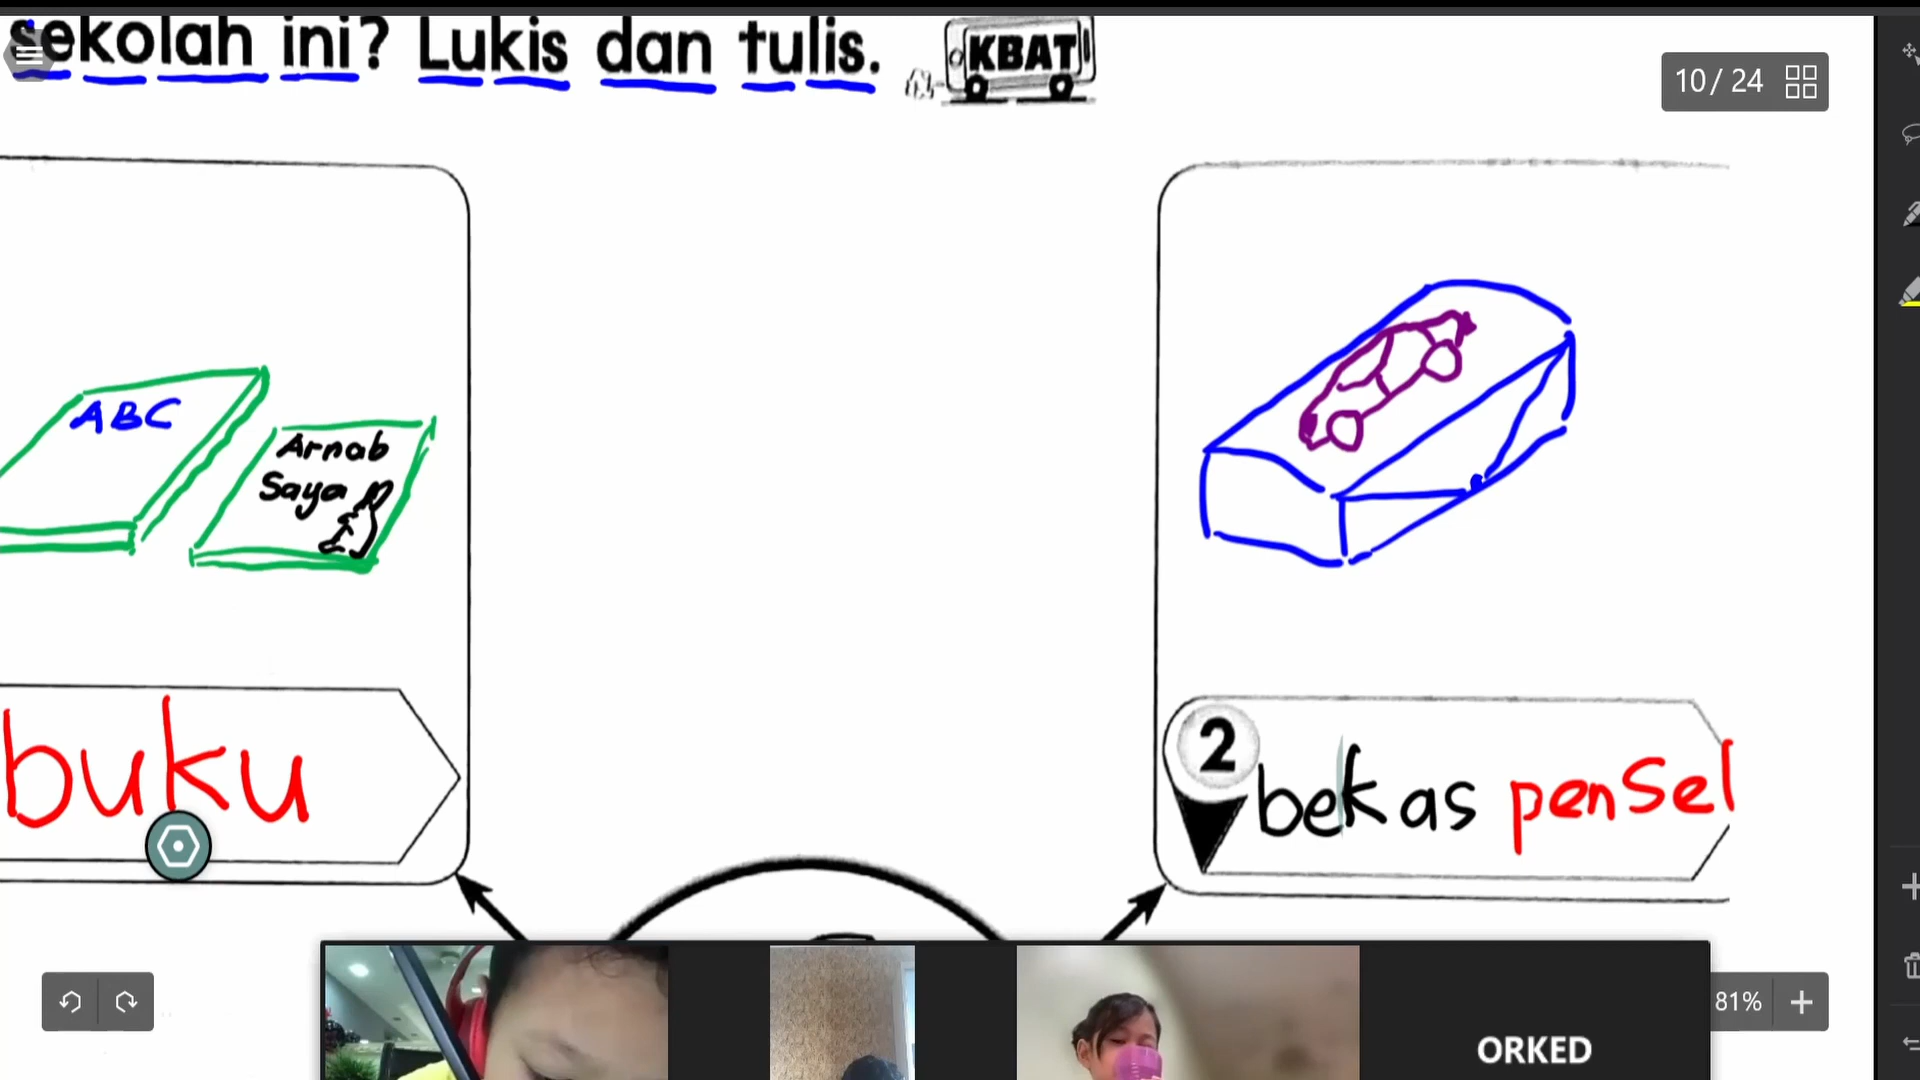 sekolah ini? Lukis dan tulis.
KBAT
10 / 24
ABC
Arnab
Saya
buku
2
bekas pensel
81%
ORKED